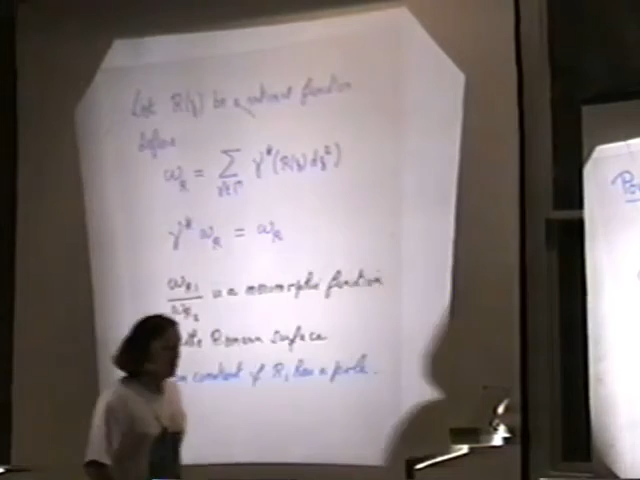 Let R(z) be a rational function
define
ω_R = Σ_{γ∈Γ} γ*(R(z)dz²)
γ* ω_R = ω_R
ω_{R_1}/ω_{R_2} is a meromorphic function
the Riemann surface
constant if R_1 has a pole.